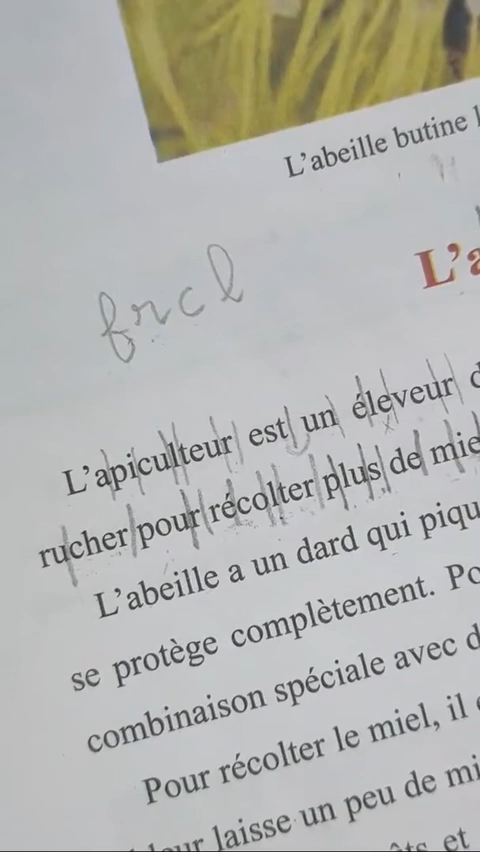 L'abeille butine
L'a
frcl
L'apiculteur est un éleveur
rucher pour récolter plus de mie
L'abeille a un dard qui piqu
se protège complètement. Po
combinaison spéciale avec d
Pour récolter le miel, il
laisse un peu de mi
et